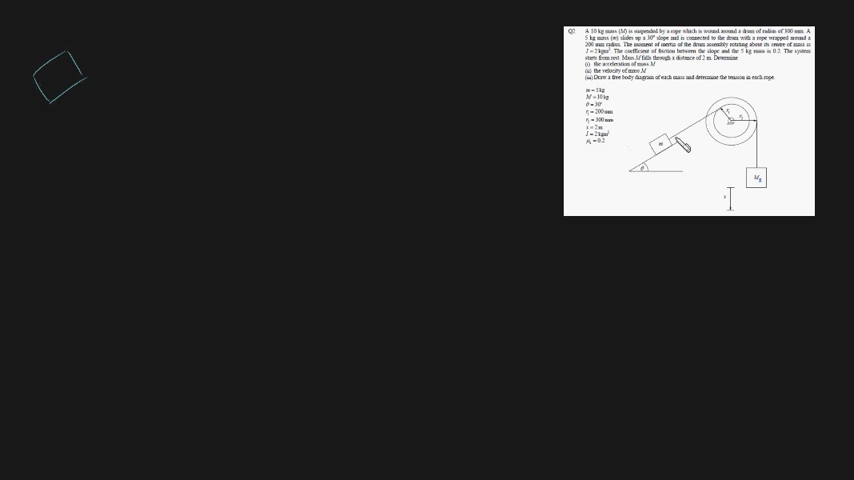 Q2 A 10 kg mass (M) is suspended by a rope which is wound around a drum of radius of 300 mm. A
5 kg mass (m) slides up a 30° slope and is connected to the drum with a rope wrapped around a
200 mm radius. The moment of inertia of the drum assembly rotating about its centre of mass is
I = 2 kgm². The coefficient of friction between the slope and the 5 kg mass is 0.2. The system
starts from rest. Mass M falls through a distance of 2 m. Determine
(i) the acceleration of mass M
(ii) the velocity of mass M
(iii) Draw a free body diagram of each mass and determine the tension in each rope.
M = 10 kg
θ = 30°
r₁ = 200 mm
r₂ = 300 mm
s = 2 m
I = 2 kgm²
= 0.2
m
θ
s